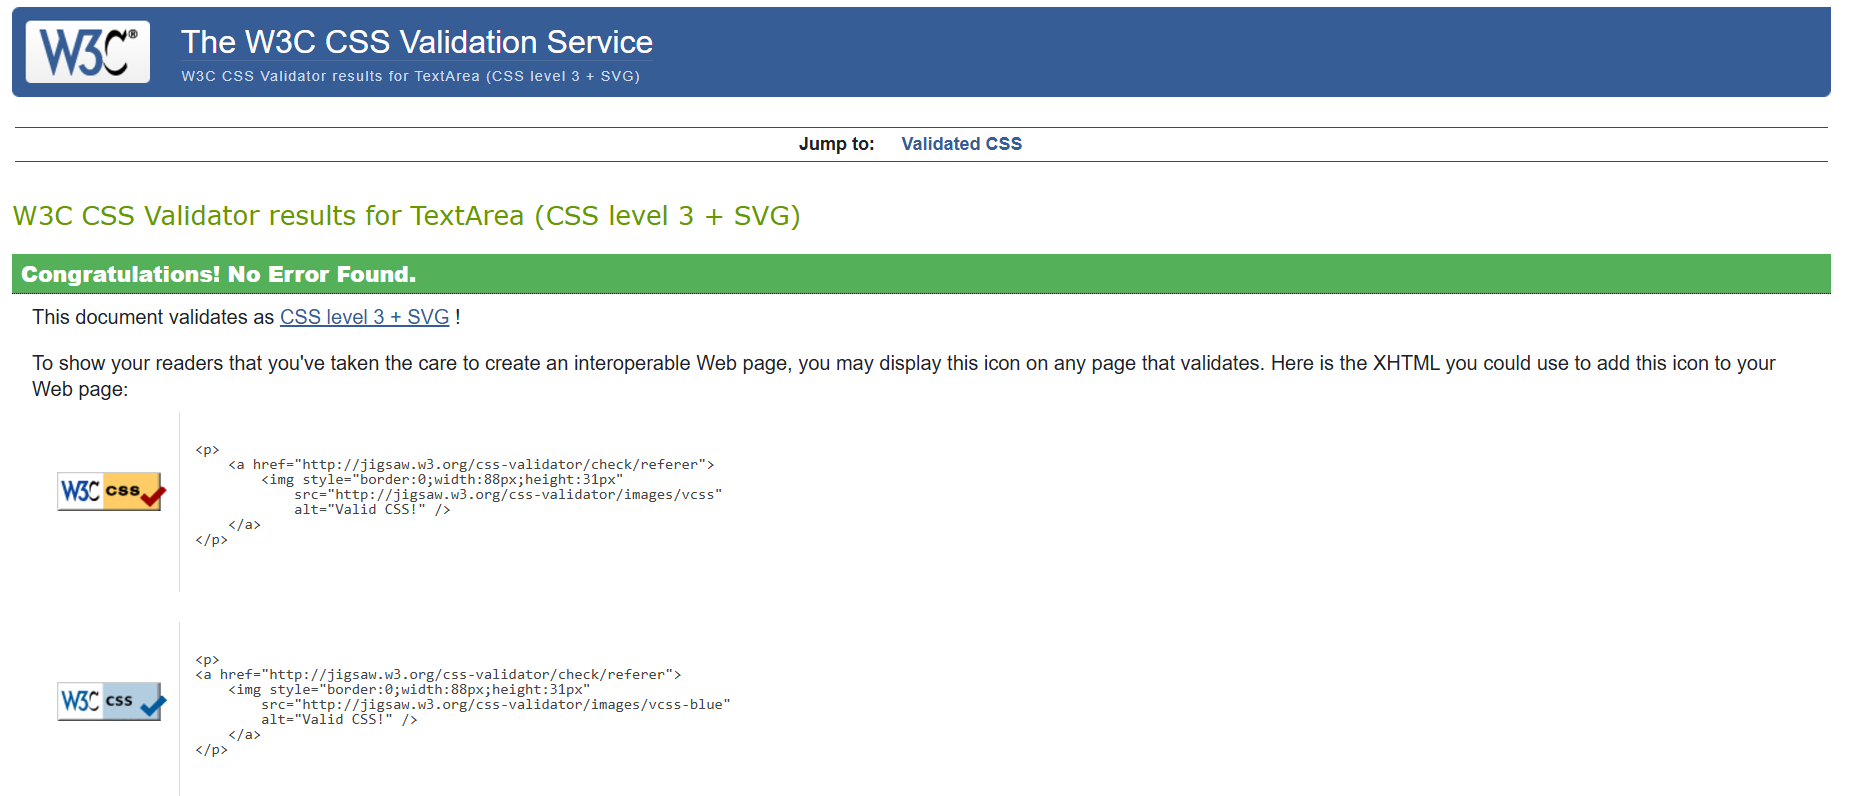 W3C®
The W3C CSS Validation Service
W3C CSS Validator results for TextArea (CSS level 3 + SVG)
Jump to: Validated CSS
W3C CSS Validator results for TextArea (CSS level 3 + SVG)
Congratulations! No Error Found.
This document validates as CSS level 3 + SVG !
To show your readers that you've taken the care to create an interoperable Web page, you may display this icon on any page that validates. Here is the XHTML you could use to add this icon to your
Web page:
W3C css
<p>
    <a href="http://jigsaw.w3.org/css-validator/check/referer">
        <img style="border:0;width:88px;height:31px"
            src="http://jigsaw.w3.org/css-validator/images/vcss"
            alt="Valid CSS!" />
    </a>
</p>
W3C css
<p>
<a href="http://jigsaw.w3.org/css-validator/check/referer">
    <img style="border:0;width:88px;height:31px"
        src="http://jigsaw.w3.org/css-validator/images/vcss-blue"
        alt="Valid CSS!" />
    </a>
</p>